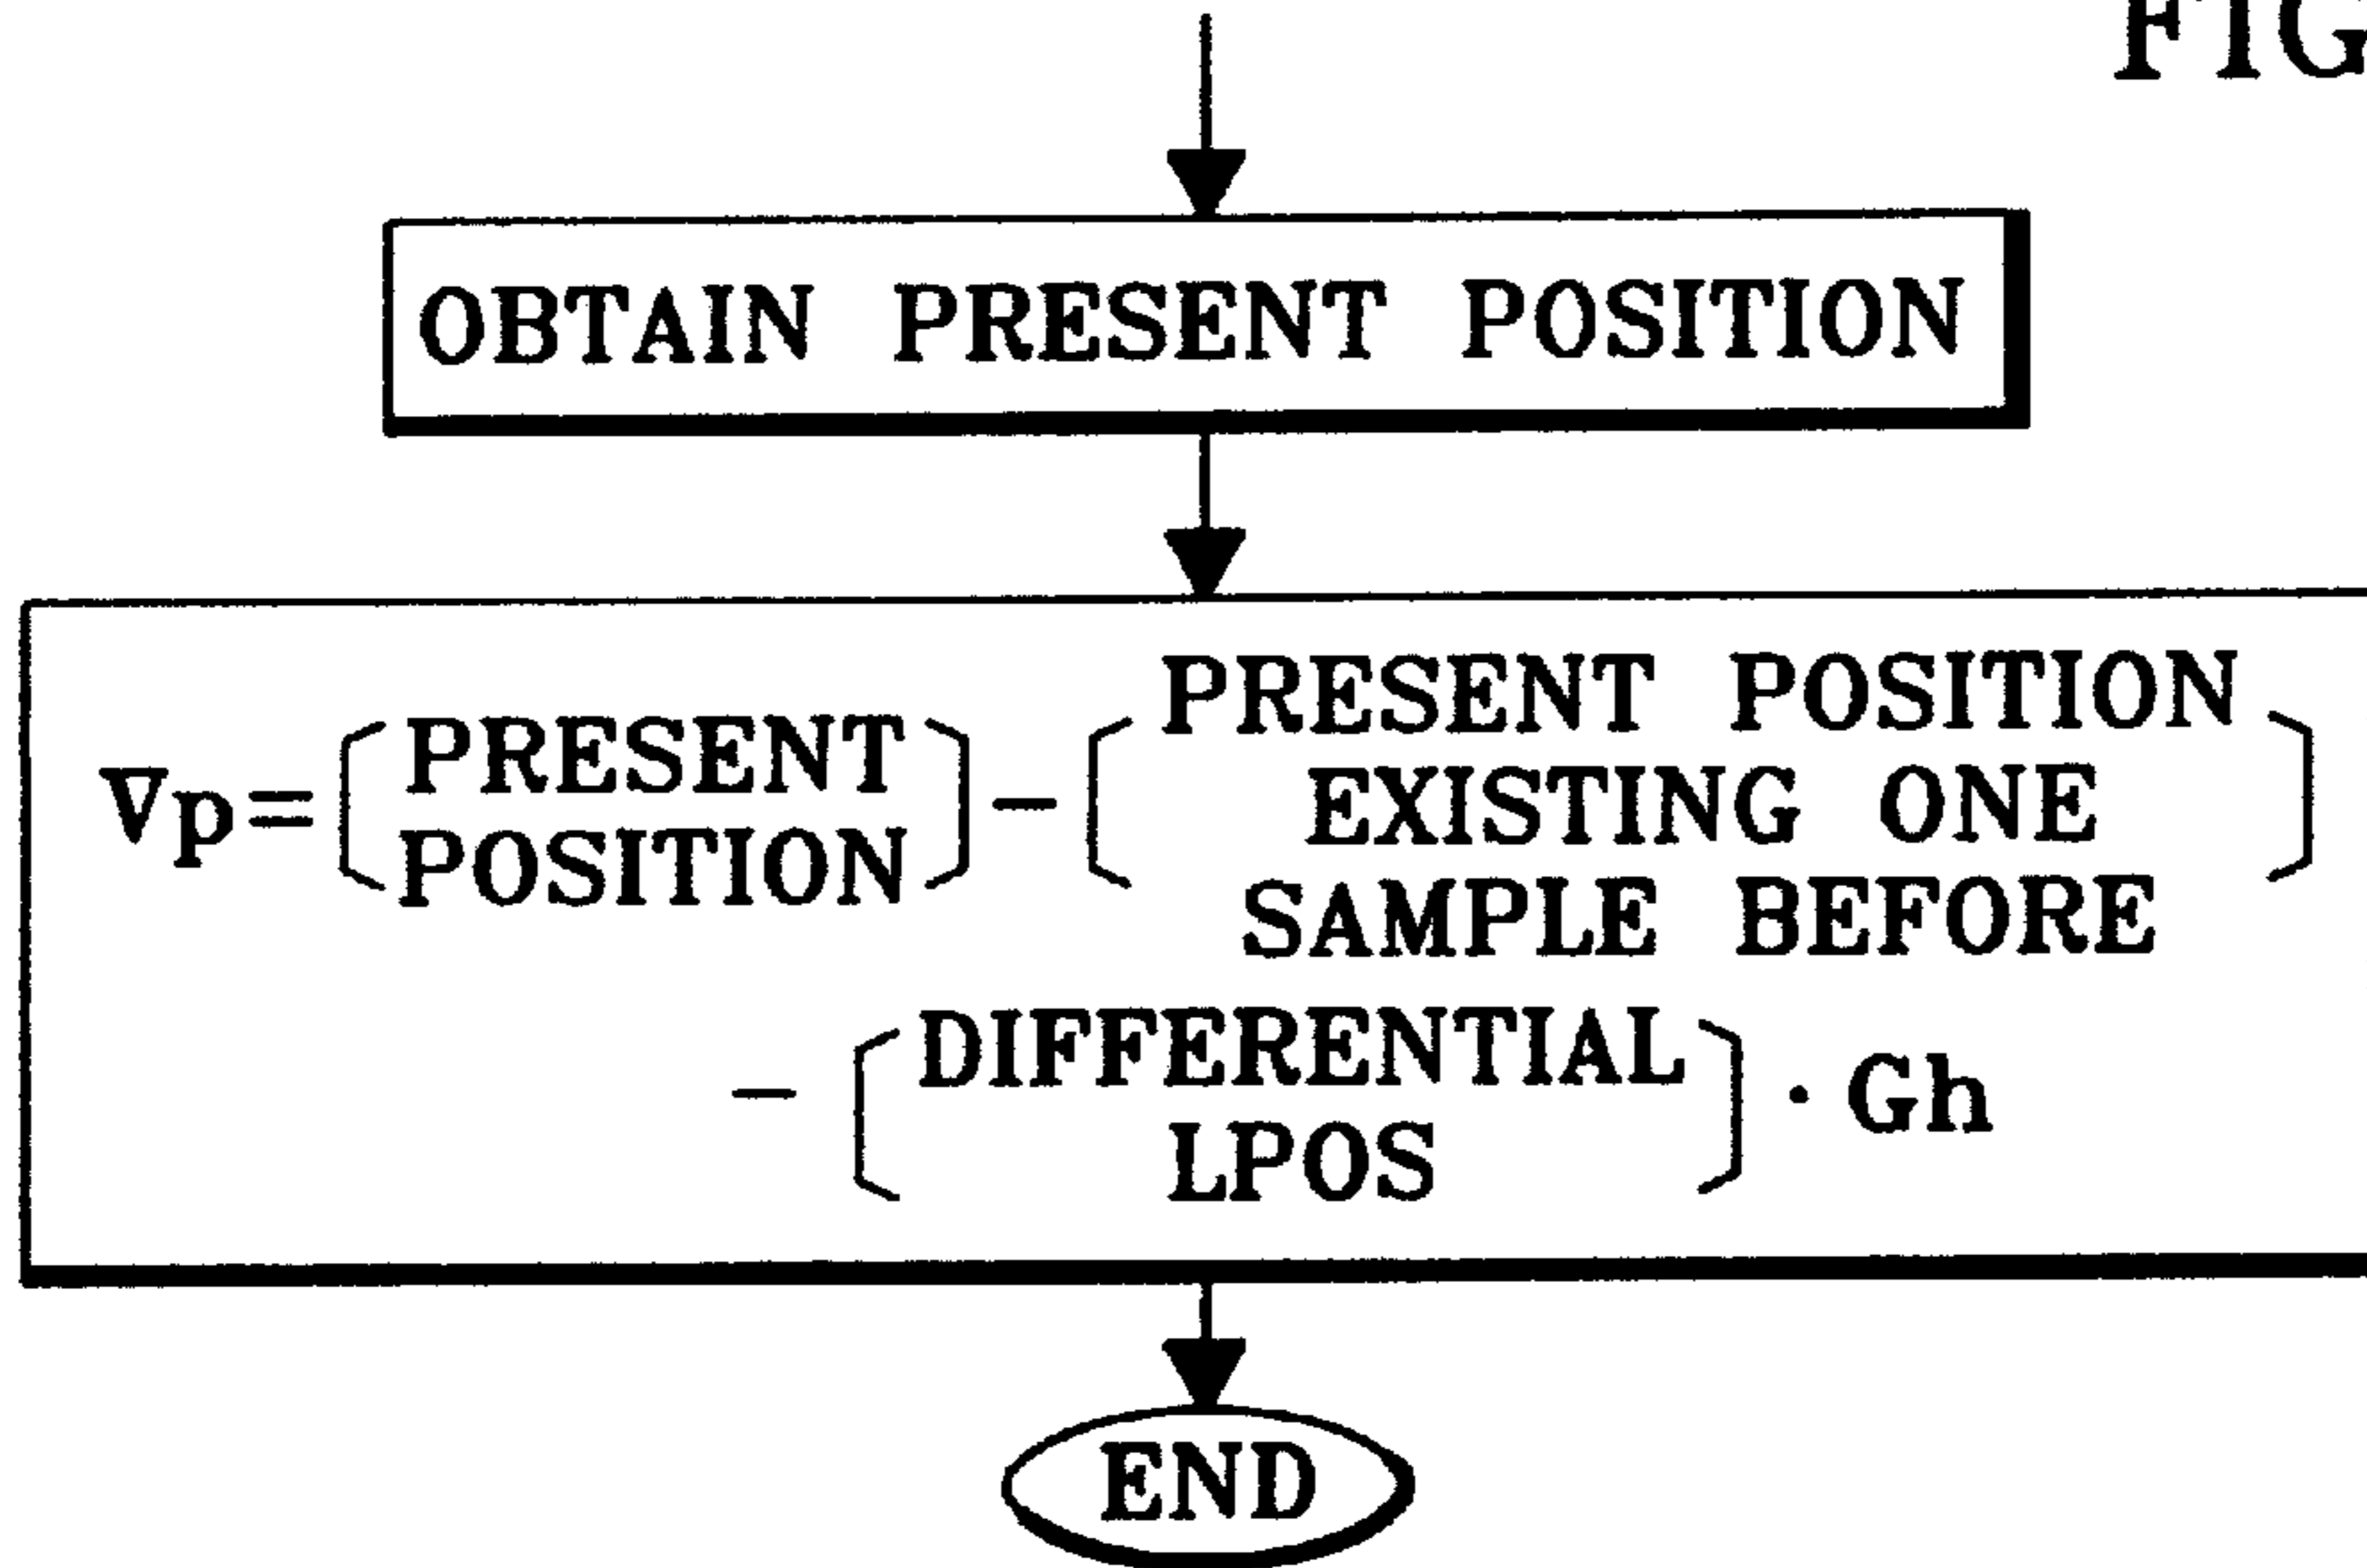 FIG
OBTAIN PRESENT POSITION
Vp=[PRESENT POSITION]-[PRESENT POSITION EXISTING ONE SAMPLE BEFORE]
-[DIFFERENTIAL LPOS]·Gh
END